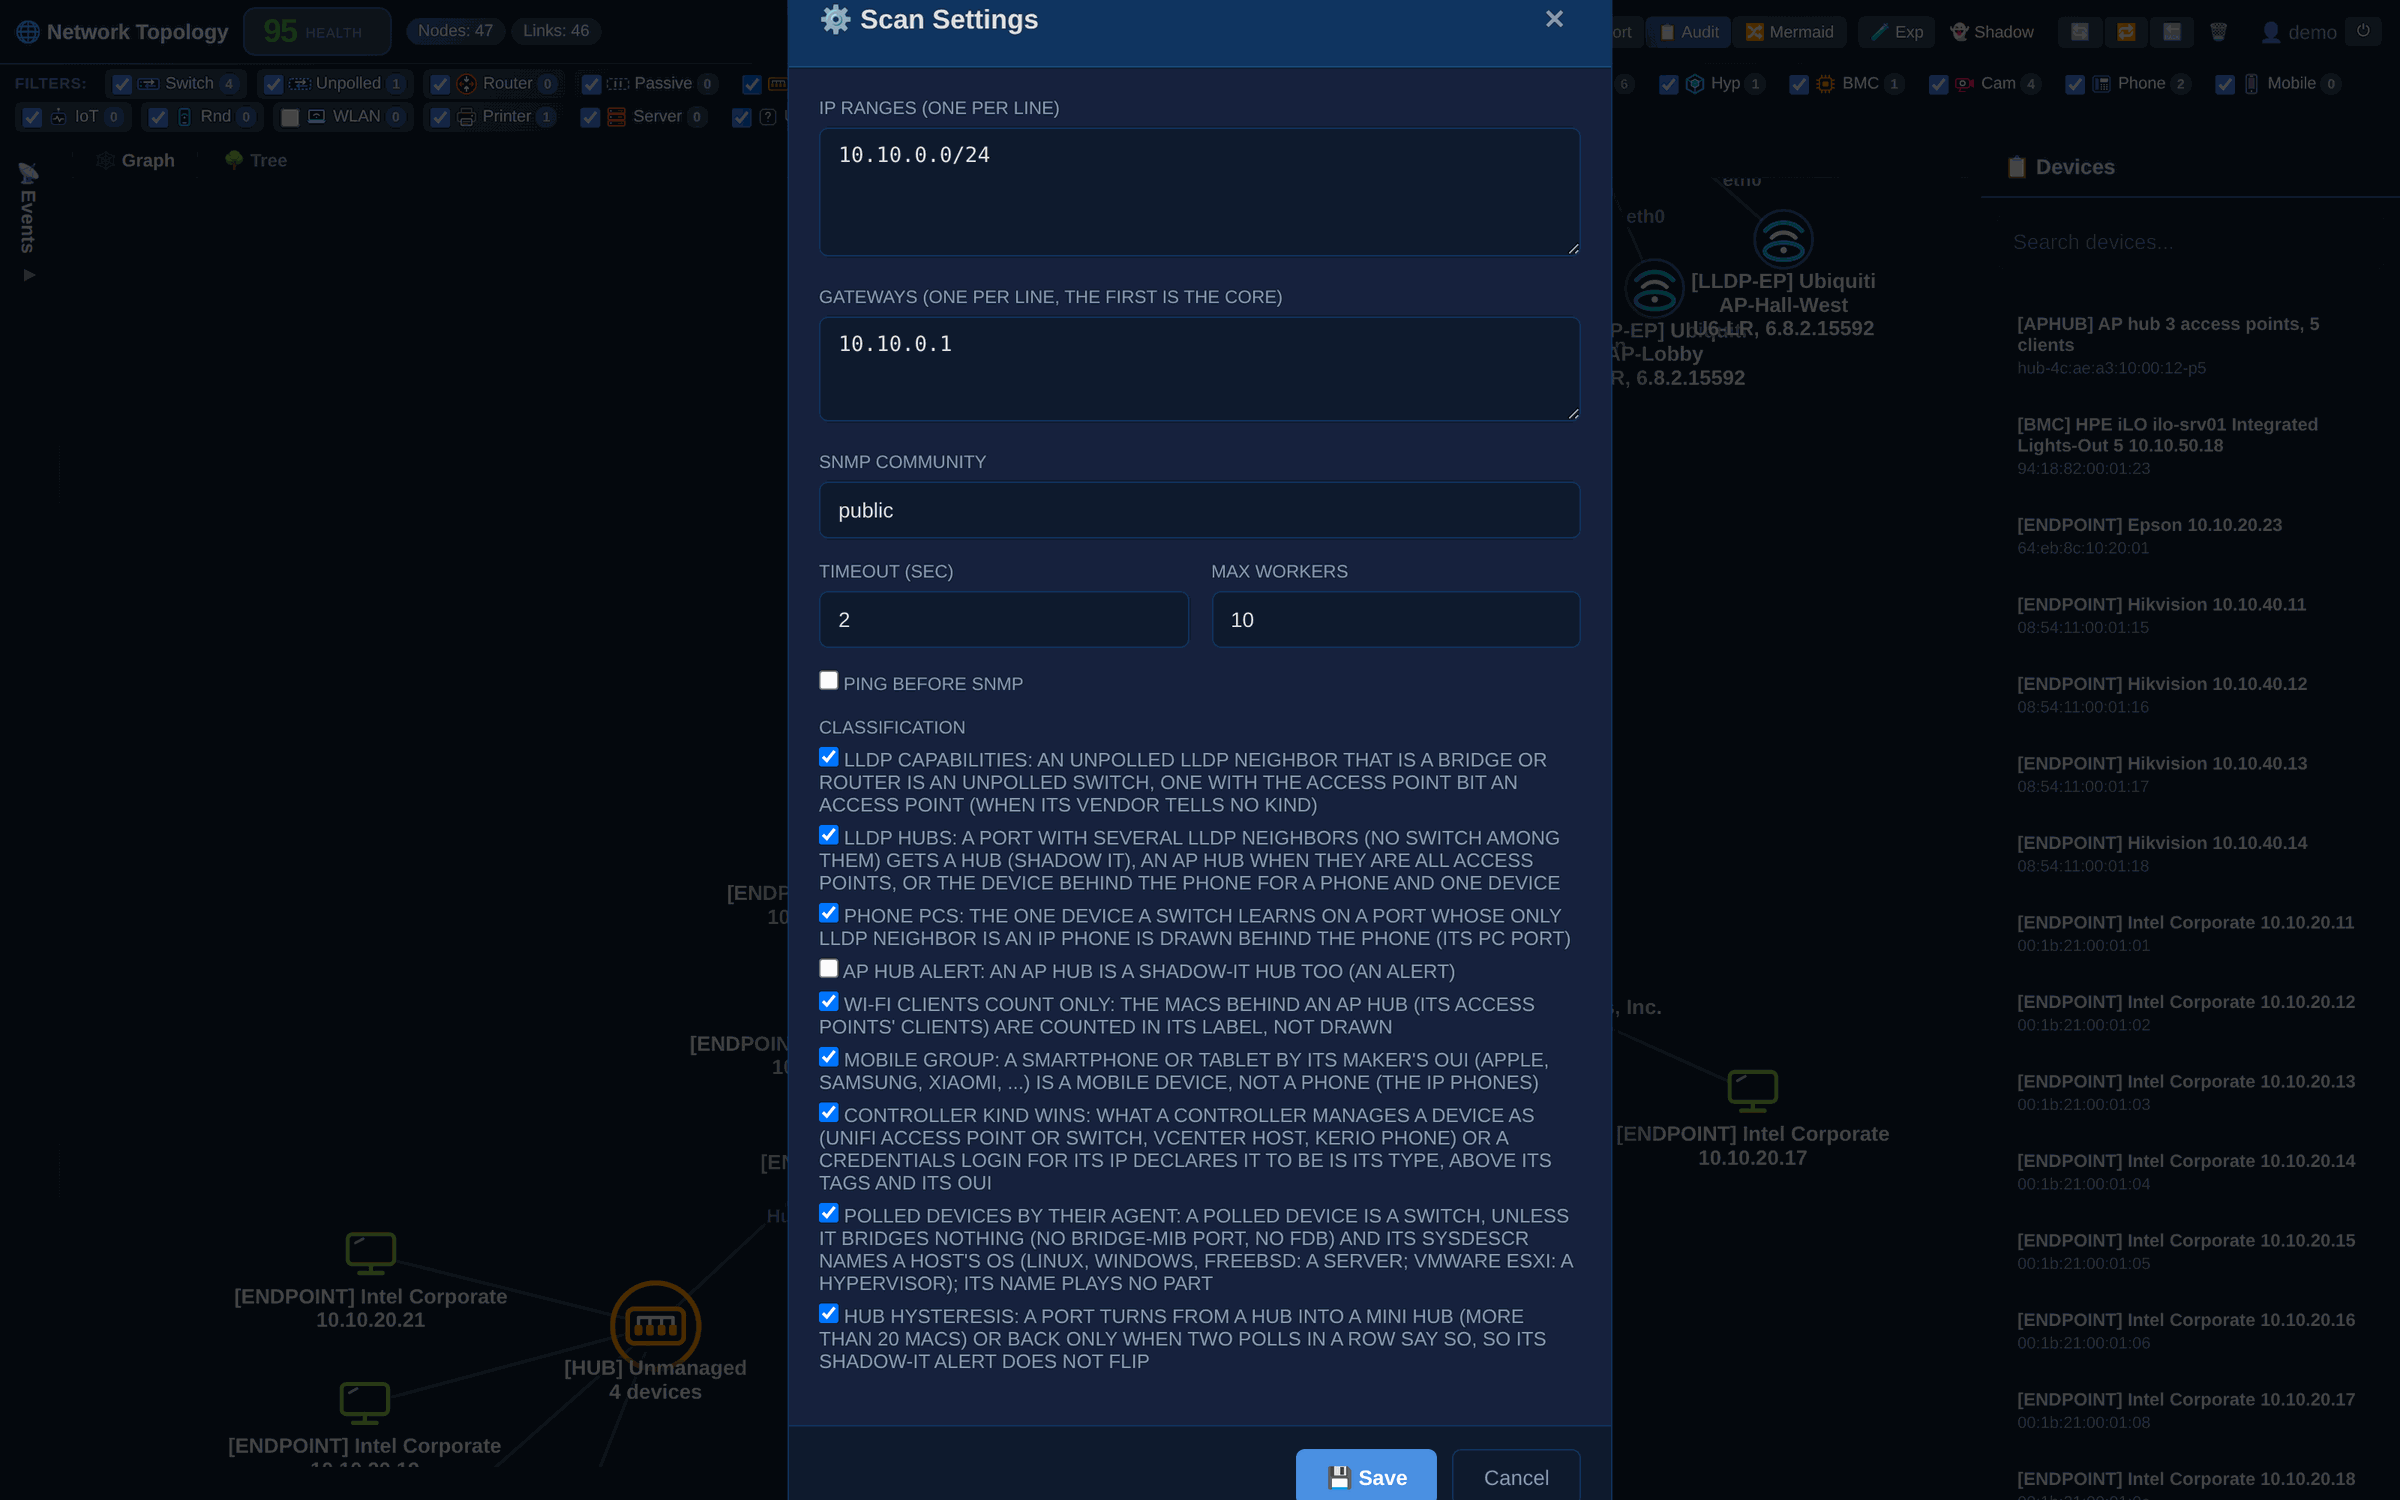 Network Topology
95 HEALTH
Nodes: 47
Links: 46
Audit
Mermaid
Exp
Shadow
demo
FILTERS:
Switch 4
Unpolled 1
Router 0
Passive 0
6
Hyp 1
BMC 1
Cam 4
Phone 2
Mobile 0
IoT 0
Rnd 0
WLAN 0
Printer 1
Server 0
Graph
Tree
Events
Scan Settings
IP RANGES (ONE PER LINE)
10.10.0.0/24
GATEWAYS (ONE PER LINE, THE FIRST IS THE CORE)
10.10.0.1
SNMP COMMUNITY
public
TIMEOUT (SEC)
MAX WORKERS
2
10
PING BEFORE SNMP
CLASSIFICATION
LLDP CAPABILITIES: AN UNPOLLED LLDP NEIGHBOR THAT IS A BRIDGE OR
ROUTER IS AN UNPOLLED SWITCH, ONE WITH THE ACCESS POINT BIT AN
ACCESS POINT (WHEN ITS VENDOR TELLS NO KIND)
LLDP HUBS: A PORT WITH SEVERAL LLDP NEIGHBORS (NO SWITCH AMONG
THEM) GETS A HUB (SHADOW IT), AN AP HUB WHEN THEY ARE ALL ACCESS
POINTS, OR THE DEVICE BEHIND THE PHONE FOR A PHONE AND ONE DEVICE
PHONE PCS: THE ONE DEVICE A SWITCH LEARNS ON A PORT WHOSE ONLY
LLDP NEIGHBOR IS AN IP PHONE IS DRAWN BEHIND THE PHONE (ITS PC PORT)
AP HUB ALERT: AN AP HUB IS A SHADOW-IT HUB TOO (AN ALERT)
WI-FI CLIENTS COUNT ONLY: THE MACS BEHIND AN AP HUB (ITS ACCESS
POINTS' CLIENTS) ARE COUNTED IN ITS LABEL, NOT DRAWN
MOBILE GROUP: A SMARTPHONE OR TABLET BY ITS MAKER'S OUI (APPLE,
SAMSUNG, XIAOMI, ...) IS A MOBILE DEVICE, NOT A PHONE (THE IP PHONES)
CONTROLLER KIND WINS: WHAT A CONTROLLER MANAGES A DEVICE AS
(UNIFI ACCESS POINT OR SWITCH, VCENTER HOST, KERIO PHONE) OR A
CREDENTIALS LOGIN FOR ITS IP DECLARES IT TO BE IS ITS TYPE, ABOVE ITS
TAGS AND ITS OUI
POLLED DEVICES BY THEIR AGENT: A POLLED DEVICE IS A SWITCH, UNLESS
IT BRIDGES NOTHING (NO BRIDGE-MIB PORT, NO FDB) AND ITS SYSDESCR
NAMES A HOST'S OS (LINUX, WINDOWS, FREEBSD: A SERVER; VMWARE ESXI: A
HYPERVISOR); ITS NAME PLAYS NO PART
HUB HYSTERESIS: A PORT TURNS FROM A HUB INTO A MINI HUB (MORE
THAN 20 MACS) OR BACK ONLY WHEN TWO POLLS IN A ROW SAY SO, SO ITS
SHADOW-IT ALERT DOES NOT FLIP
Save
Cancel
[ENDPOINT] Intel Corporate
10.10.20.21
[HUB] Unmanaged
4 devices
[ENDPOINT] Intel Corporate
eth0
[LLDP-EP] Ubiquiti
AP-Hall-West
U6-LR, 6.8.2.15592
AP-Lobby
R, 6.8.2.15592
, Inc.
[ENDPOINT] Intel Corporate
10.10.20.17
Devices
Search devices...
[APHUB] AP hub 3 access points, 5
clients
hub-4c:ae:a3:10:00:12-p5
[BMC] HPE iLO ilo-srv01 Integrated
Lights-Out 5 10.10.50.18
94:18:82:00:01:23
[ENDPOINT] Epson 10.10.20.23
64:eb:8c:10:20:01
[ENDPOINT] Hikvision 10.10.40.11
08:54:11:00:01:15
[ENDPOINT] Hikvision 10.10.40.12
08:54:11:00:01:16
[ENDPOINT] Hikvision 10.10.40.13
08:54:11:00:01:17
[ENDPOINT] Hikvision 10.10.40.14
08:54:11:00:01:18
[ENDPOINT] Intel Corporate 10.10.20.11
00:1b:21:00:01:01
[ENDPOINT] Intel Corporate 10.10.20.12
00:1b:21:00:01:02
[ENDPOINT] Intel Corporate 10.10.20.13
00:1b:21:00:01:03
[ENDPOINT] Intel Corporate 10.10.20.14
00:1b:21:00:01:04
[ENDPOINT] Intel Corporate 10.10.20.15
00:1b:21:00:01:05
[ENDPOINT] Intel Corporate 10.10.20.16
00:1b:21:00:01:06
[ENDPOINT] Intel Corporate 10.10.20.17
00:1b:21:00:01:08
[ENDPOINT] Intel Corporate 10.10.20.18